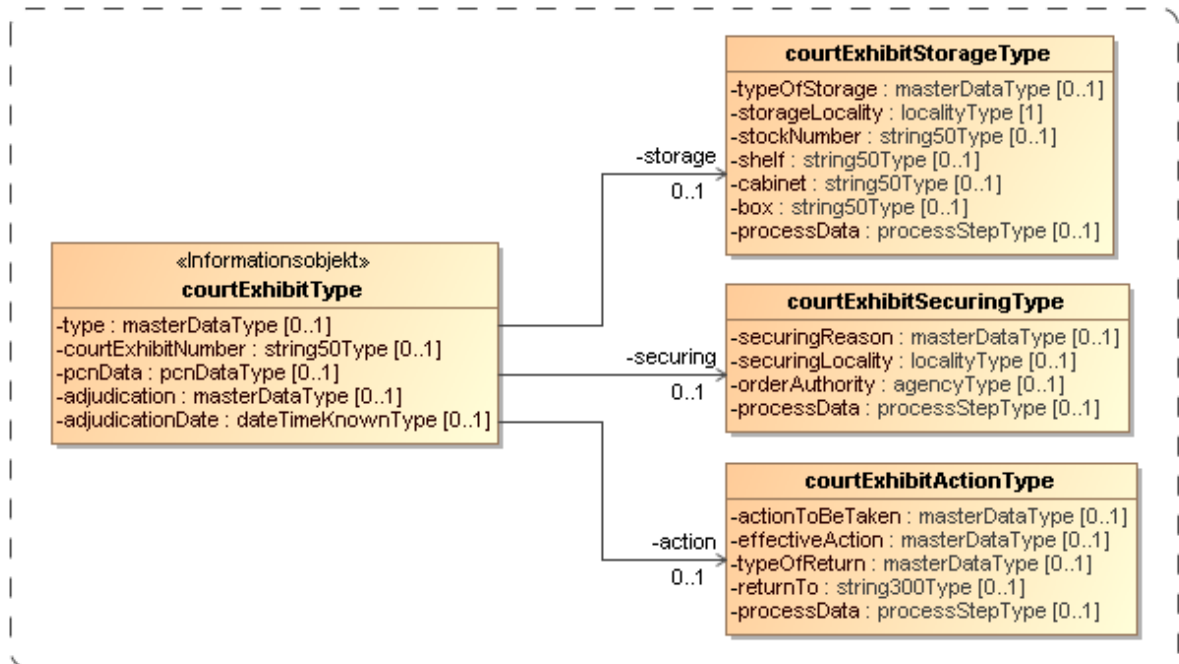 «Informationsobjekt»
courtExhibitType
-type : masterDataType [0..1]
-courtExhibitNumber : string50Type [0..1]
-pcnData : pcnDataType [0..1]
-adjudication : masterDataType [0..1]
-adjudicationDate : dateTimeKnownType [0..1]
-storage
0..1
courtExhibitStorageType
-typeOfStorage : masterDataType [0..1]
-storageLocality : localityType [1]
-stockNumber : string50Type [0..1]
-shelf : string50Type [0..1]
-cabinet : string50Type [0..1]
-box : string50Type [0..1]
-processData : processStepType [0..1]
-securing
0..1
courtExhibitSecuringType
-securingReason : masterDataType [0..1]
-securingLocality : localityType [0..1]
-orderAuthority : agencyType [0..1]
-processData : processStepType [0..1]
-action
0..1
courtExhibitActionType
-actionToBeTaken : masterDataType [0..1]
-effectiveAction : masterDataType [0..1]
-typeOfReturn : masterDataType [0..1]
-returnTo : string300Type [0..1]
-processData : processStepType [0..1]